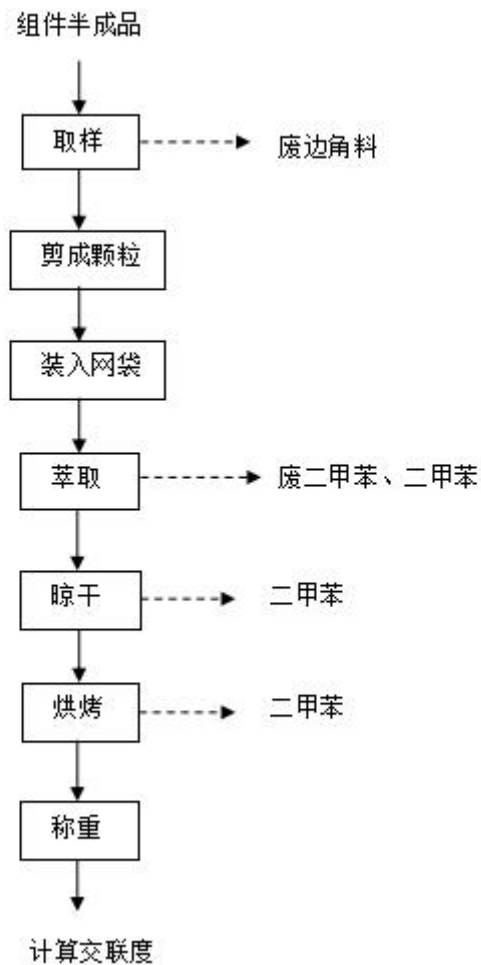 组件半成品
取样
废边角料
剪成颗粒
装入网袋
萃取
废二甲苯、二甲苯
晾干
二甲苯
烘烤
二甲苯
称重
计算交联度